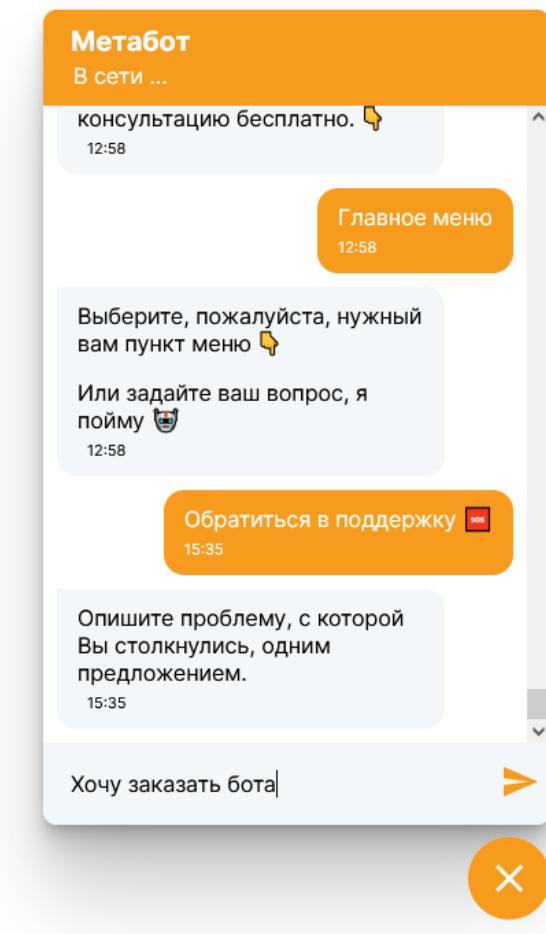 Метабот
В сети ...
консультацию бесплатно. 👇
12:58
Главное меню
12:58
Выберите, пожалуйста, нужный
вам пункт меню 👇
Или задайте ваш вопрос, я
пойму 🤖
12:58
Обратиться в поддержку 🆘
15:35
Опишите проблему, с которой
Вы столкнулись, одним
предложением.
15:35
Хочу заказать бота